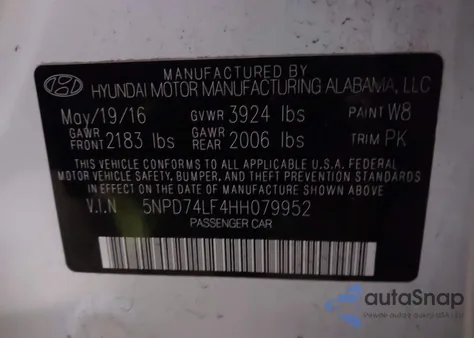 MANUFACTURED BY
HYUNDAI MOTOR MANUFACTURING ALABAMA, LLC
May/19/16 GVWR 3924 lbs PAINT W8
GAWR FRONT 2183 lbs GAWR REAR 2006 lbs TRIM PK
THIS VEHICLE CONFORMS TO ALL APPLICABLE U.S.A. FEDERAL
MOTOR VEHICLE SAFETY, BUMPER, AND THEFT PREVENTION STANDARDS
IN EFFECT ON THE DATE OF MANUFACTURE SHOWN ABOVE.
V.I.N 5NPD74LF4HH079952
PASSENGER CAR
autoSnap